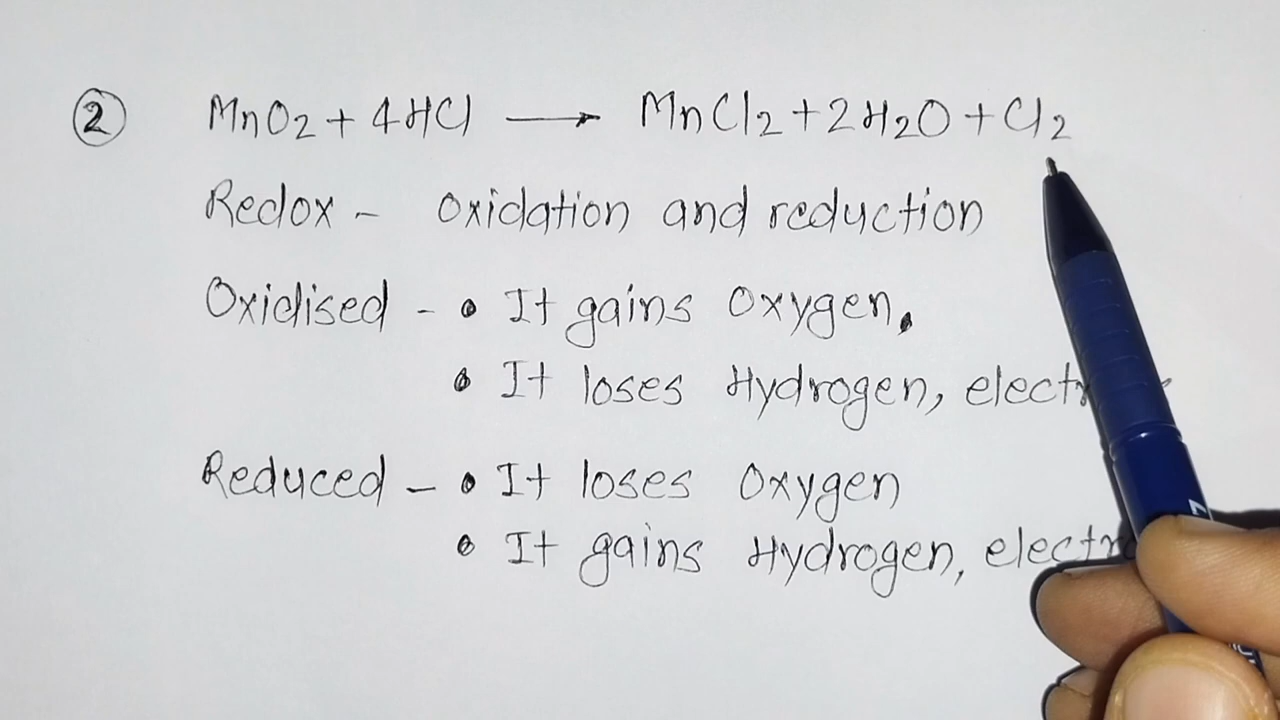 ② MnO₂ + 4HCl ⟶ MnCl₂ + 2H₂O + Cl₂
Redox - oxidation and reduction
Oxidised - • It gains Oxygen.
• It loses Hydrogen,
Reduced - • It loses Oxygen
• It gains Hydrogen,